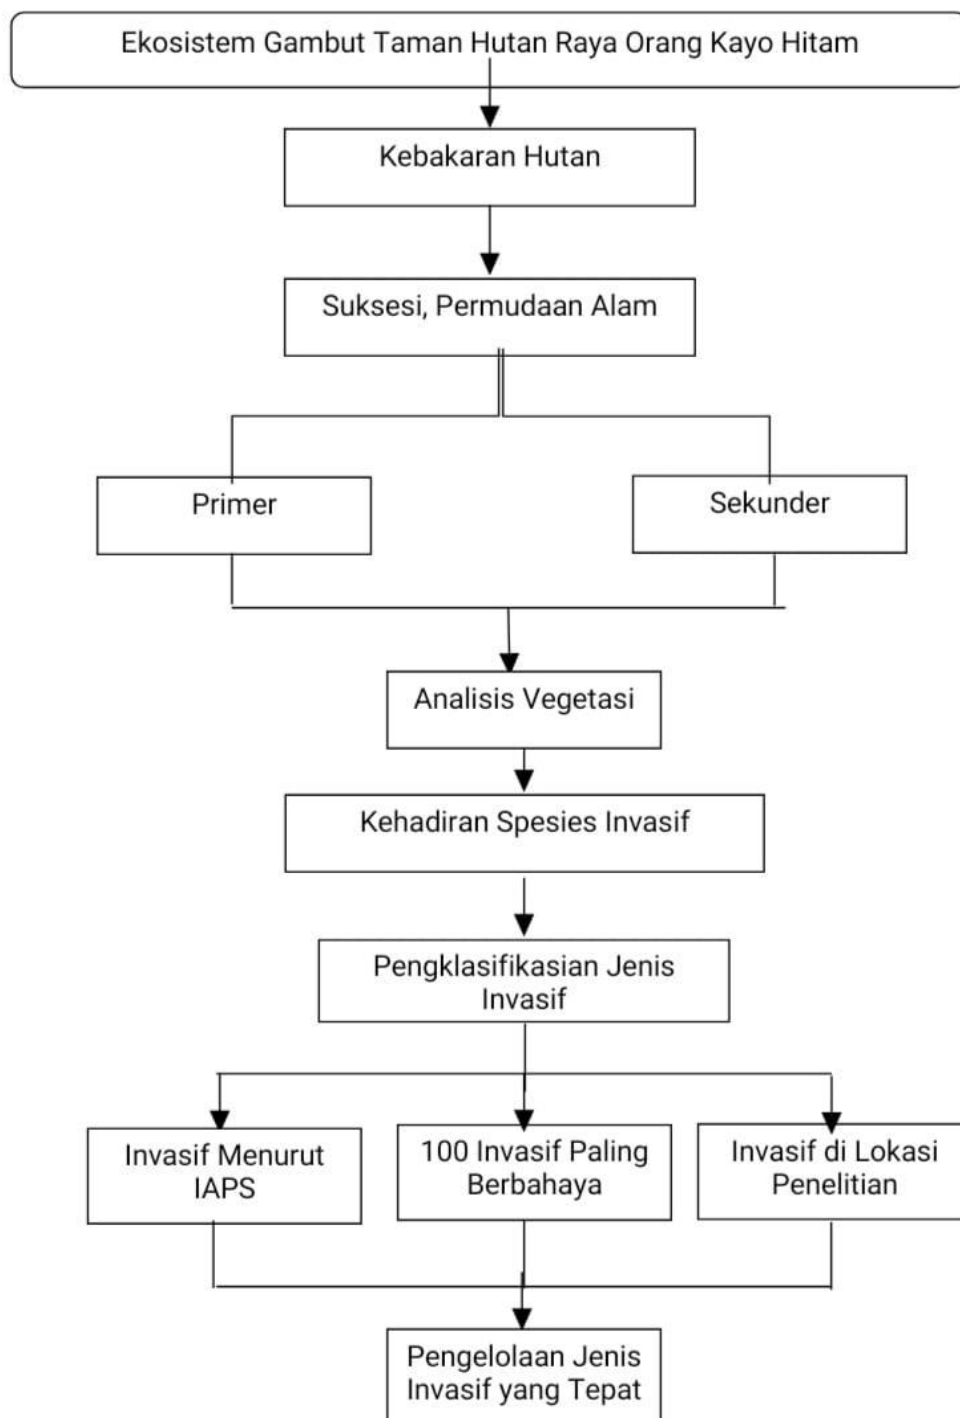 Ekosistem Gambut Taman Hutan Raya Orang Kayo Hitam
Kebakaran Hutan
Suksesi, Permudaan Alam
Primer
Sekunder
Analisis Vegetasi
Kehadiran Spesies Invasif
Pengklasifikasian Jenis
Invasif
Invasif Menurut
IAPS
100 Invasif Paling
Berbahaya
Invasif di Lokasi
Penelitian
Pengelolaan Jenis
Invasif yang Tepat